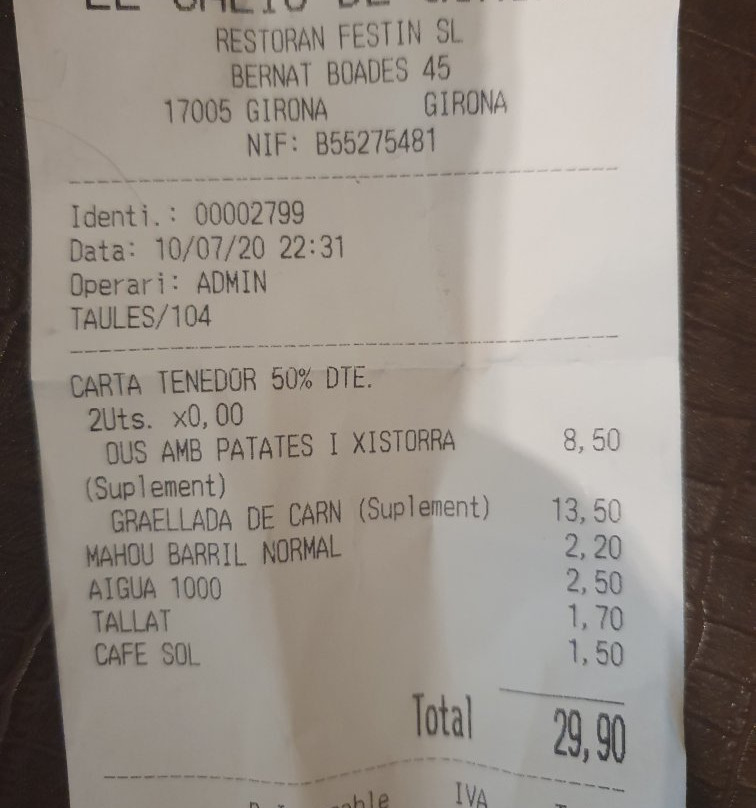 RESTORAN FESTIN SL
BERNAT BOADES 45
17005 GIRONA GIRONA
NIF: B55275481
Identi.: 00002799
Data: 10/07/20 22:31
Operari: ADMIN
TAULES/104
CARTA TENEDOR 50% DTE.
2Uts. x0,00
OUS AMB PATATES I XISTORRA 8,50
(Suplement)
GRAELLADA DE CARN (Suplement) 13,50
MAHOU BARRIL NORMAL 2,20
AIGUA 1000 2,50
TALLAT 1,70
CAFE SOL 1,50
Total 29,90
IVA